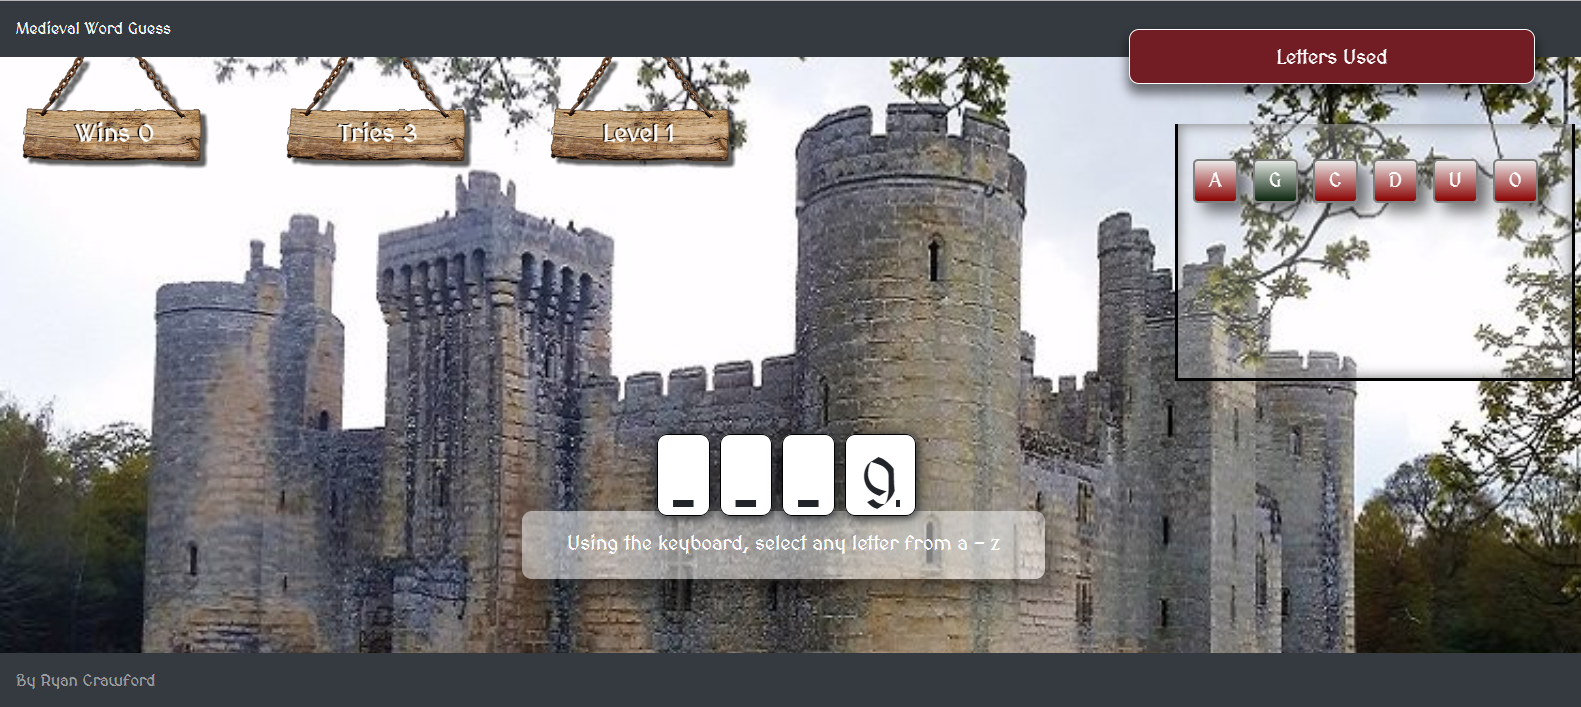 Medieval Word Guess
Letters Used
Wins 0
Tries 3
Level 1
A G C D U O
_ _ _ g
Using the keyboard, select any letter from a - z
By Ryan Crawford